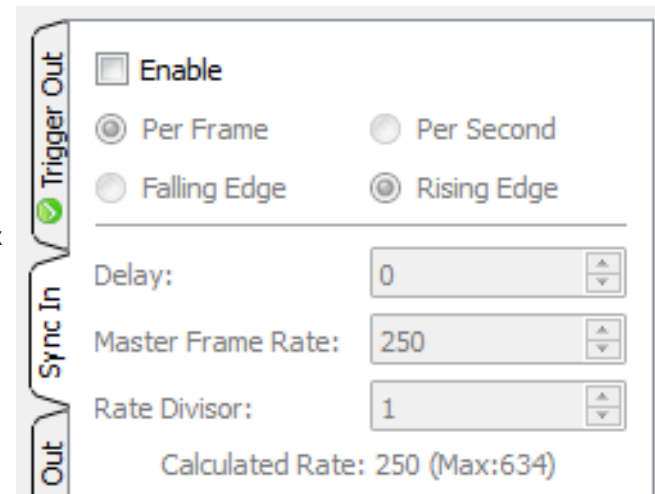 Trigger Out
Sync In
Out
Enable
Per Frame Per Second
Falling Edge Rising Edge
Delay: 0
Master Frame Rate: 250
Rate Divisor: 1
Calculated Rate: 250 (Max:634)